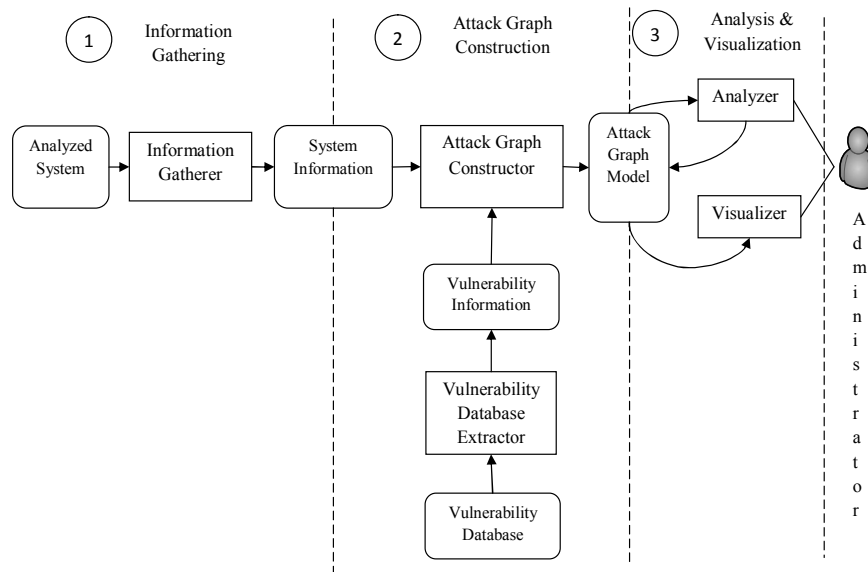 1
Information
Gathering
2
Attack Graph
Construction
3
Analysis &
Visualization
Analyzed
System
Information
Gatherer
System
Information
Attack Graph
Constructor
Attack
Graph
Model
Analyzer
Visualizer
Vulnerability
Information
Vulnerability
Database
Extractor
Vulnerability
Database
A
d
m
i
n
i
s
t
r
a
t
o
r